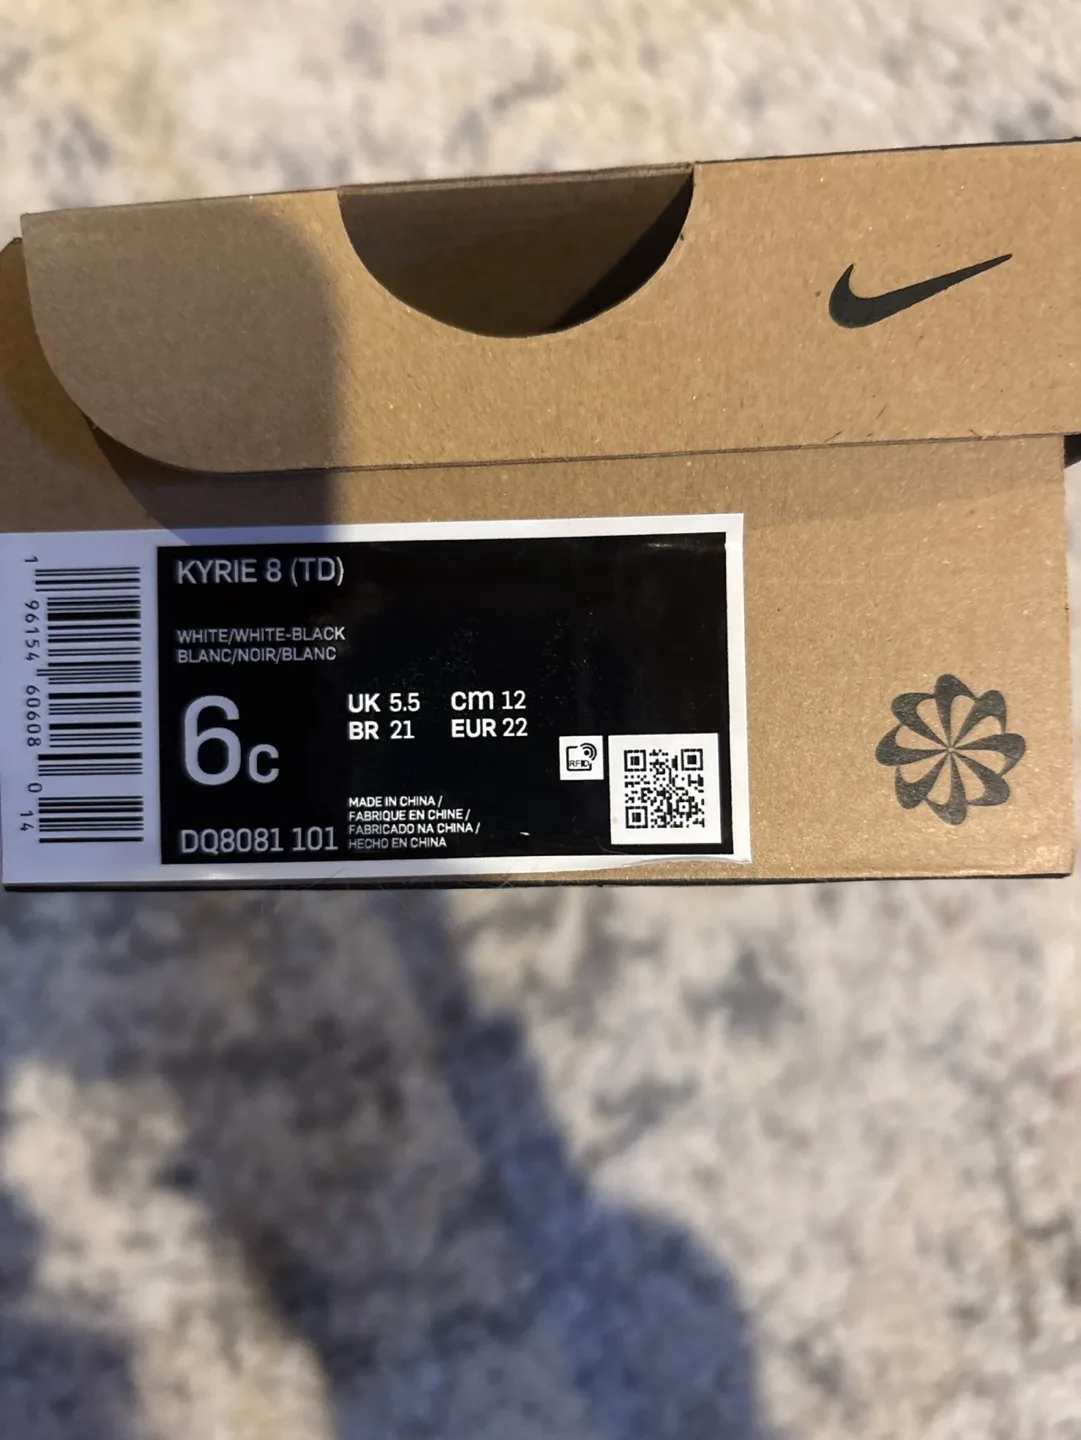 KYRIE 8 (TD)
WHITE/WHITE-BLACK
BLANC/NOIR/BLANC
6c
UK 5.5 cm 12
BR 21 EUR 22
RFID
MADE IN CHINA /
FABRIQUE EN CHINE /
FABRICADO NA CHINA /
HECHO EN CHINA
DQ8081 101
1 96154 60608 0 14